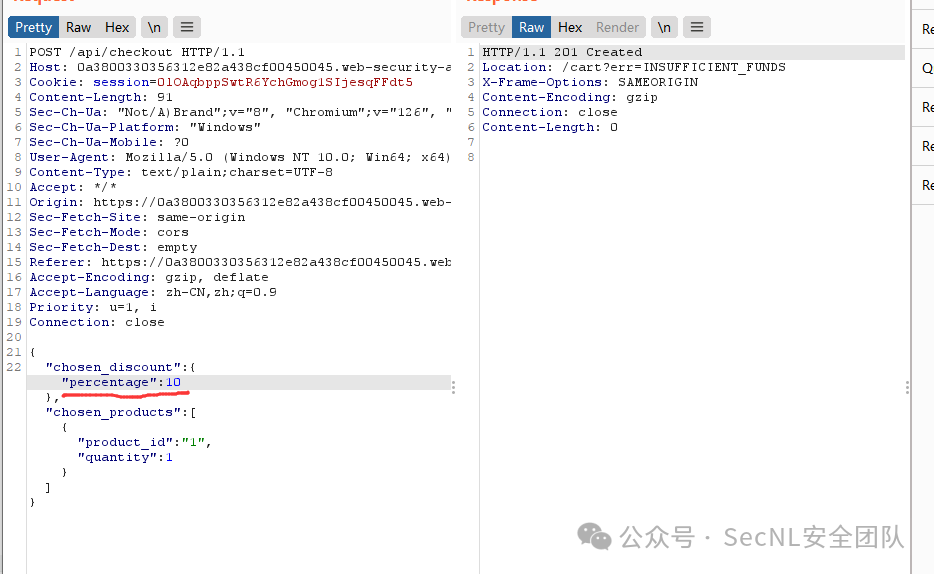 Pretty Raw Hex \n
1 POST /api/checkout HTTP/1.1
2 Host: 0a3800330356312e82a438cf00450045.web-security-a
3 Cookie: session=OlOAqbppSwtR6YchGmog1SIjesqFFdt5
4 Content-Length: 91
5 Sec-Ch-Ua: "Not/A)Brand";v="8", "Chromium";v="126", "
6 Sec-Ch-Ua-Platform: "Windows"
7 Sec-Ch-Ua-Mobile: ?0
8 User-Agent: Mozilla/5.0 (Windows NT 10.0; Win64; x64)
9 Content-Type: text/plain;charset=UTF-8
10 Accept: */*
11 Origin: https://0a3800330356312e82a438cf00450045.web-
12 Sec-Fetch-Site: same-origin
13 Sec-Fetch-Mode: cors
14 Sec-Fetch-Dest: empty
15 Referer: https://0a3800330356312e82a438cf00450045.web
16 Accept-Encoding: gzip, deflate
17 Accept-Language: zh-CN,zh;q=0.9
18 Priority: u=1, i
19 Connection: close
20
21 {
22 "chosen_discount":{
"percentage":10
},
"chosen_products":[
{
"product_id":"1",
"quantity":1
}
]
}
Pretty Raw Hex Render \n
1 HTTP/1.1 201 Created
2 Location: /cart?err=INSUFFICIENT_FUNDS
3 X-Frame-Options: SAMEORIGIN
4 Content-Encoding: gzip
5 Connection: close
6 Content-Length: 0
7
8
Re
Q
Re
Re
Re
公众号 · SecNL安全团队